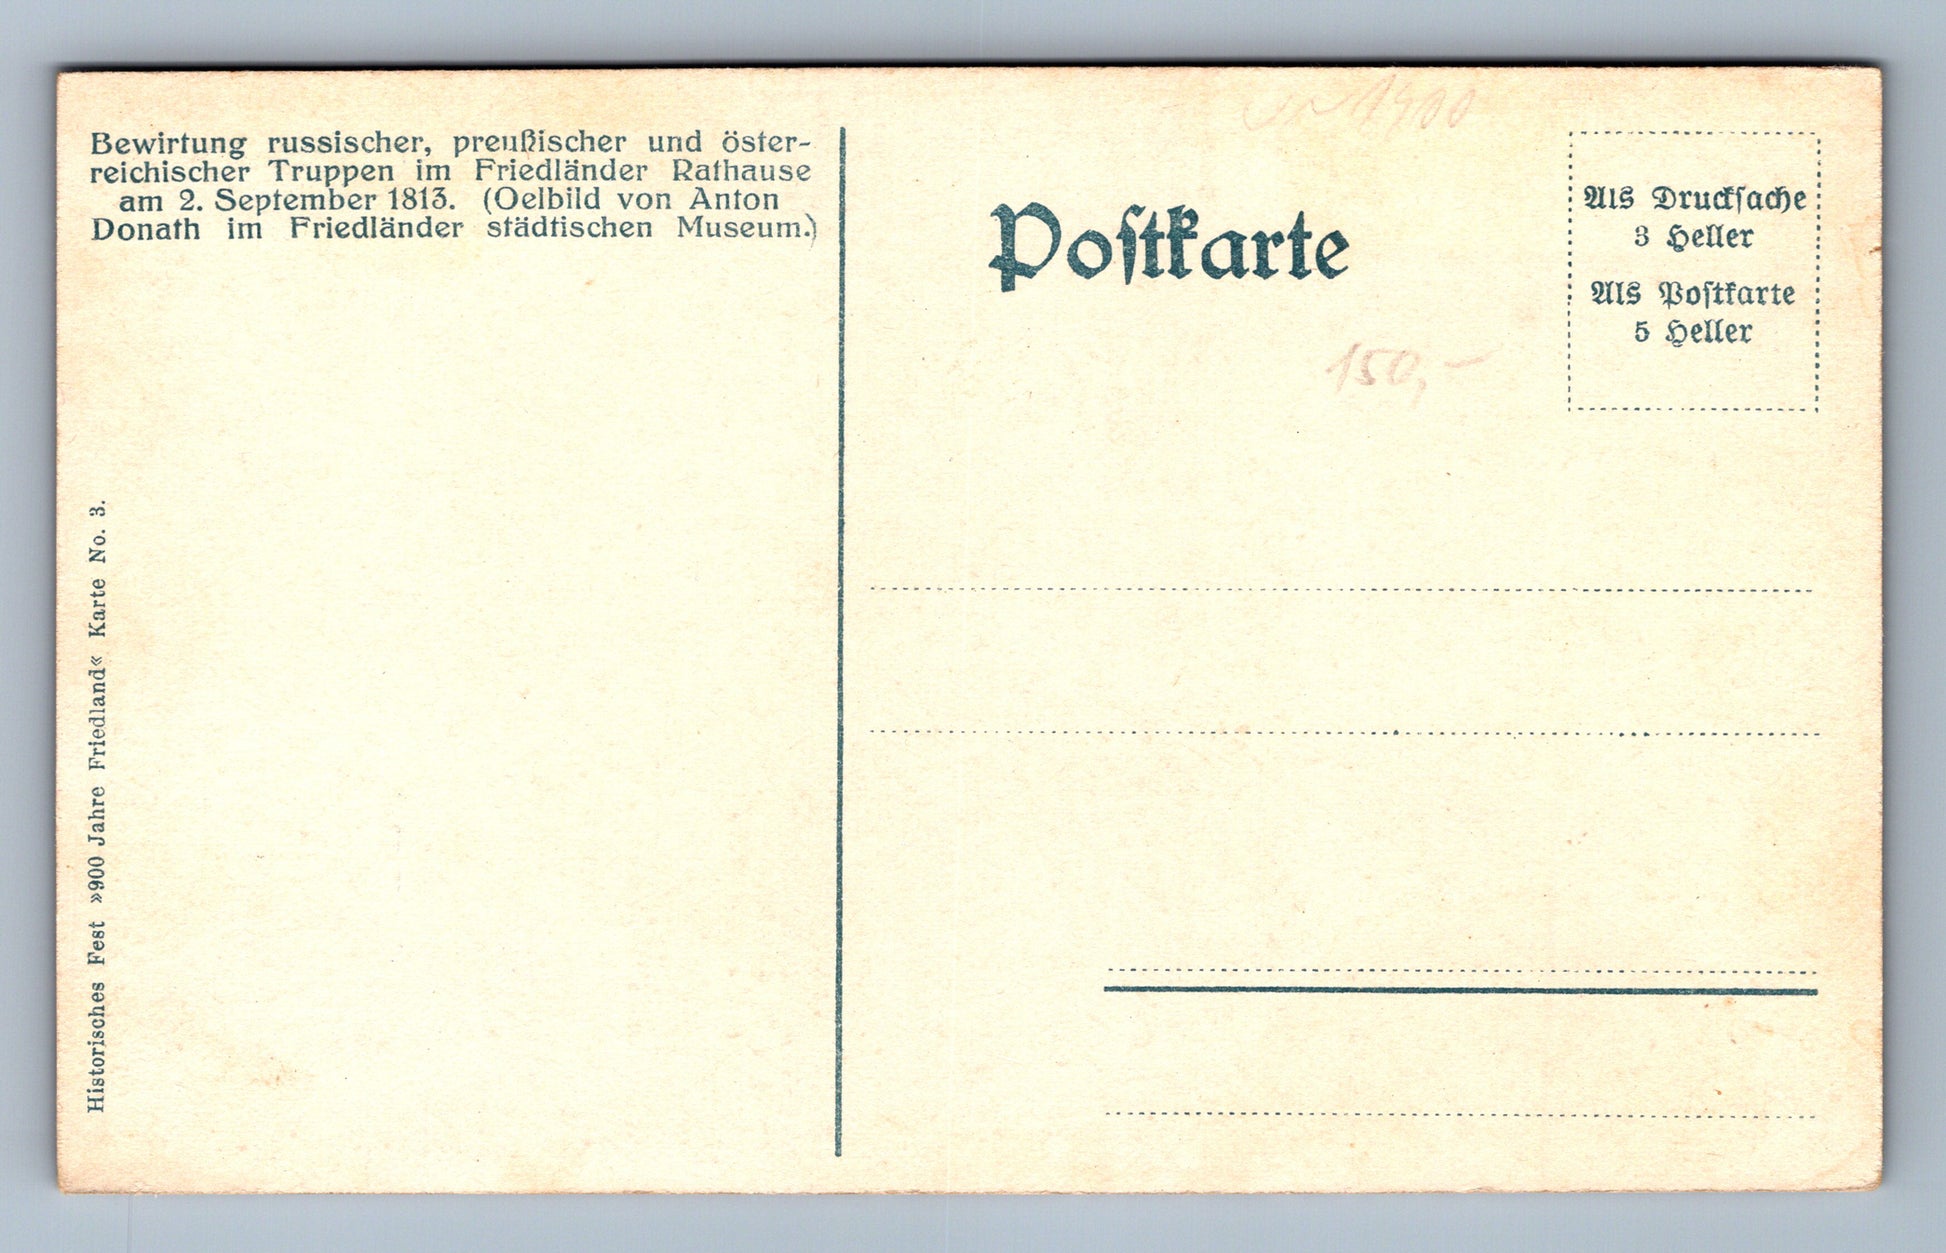 Bewirtung russischer, preußischer und öster-
reichischer Truppen im Friedländer Rathause
am 2. September 1813. (Oelbild von Anton
Donath im Friedländer städtischen Museum.)
Historisches Fest »900 Jahre Friedland« Karte No. 3.
Poſtkarte
Als Druckſache
3 Heller
Als Poſtkarte
5 Heller
150,-